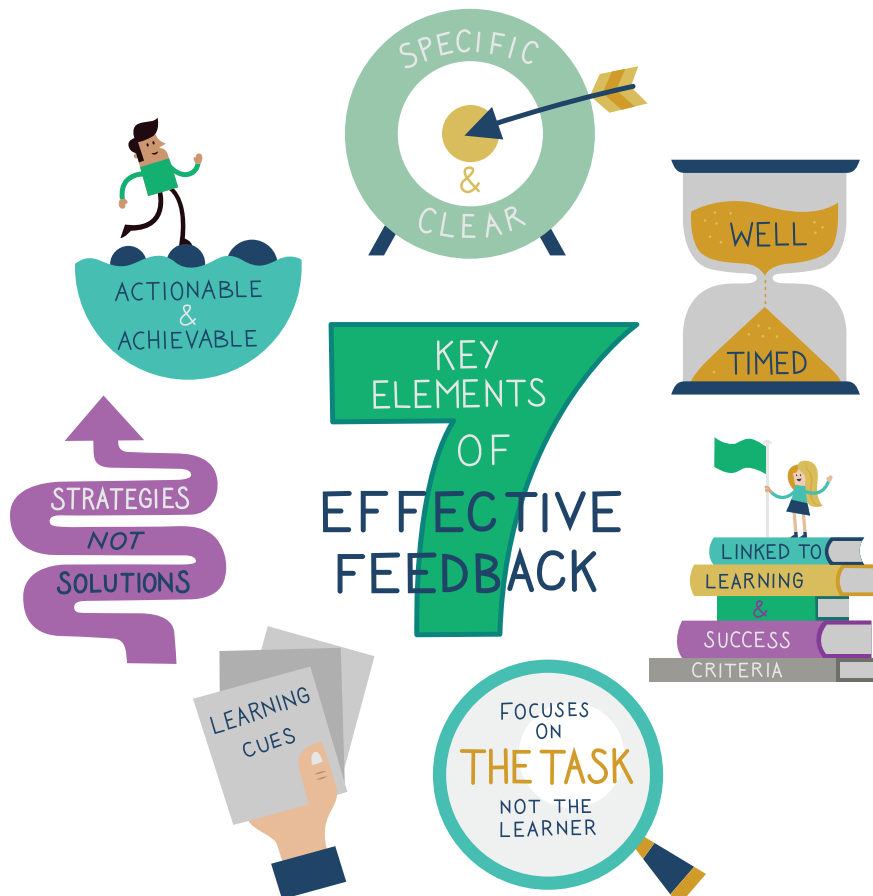 KEY
ELEMENTS
OF
EFFECTIVE
FEEDBACK
7
SPECIFIC
&
CLEAR
WELL
TIMED
LINKED TO
LEARNING
&
SUCCESS
CRITERIA
FOCUSES
ON
THE TASK
NOT THE
LEARNER
LEARNING
CUES
STRATEGIES
NOT
SOLUTIONS
ACTIONABLE
&
ACHIEVABLE